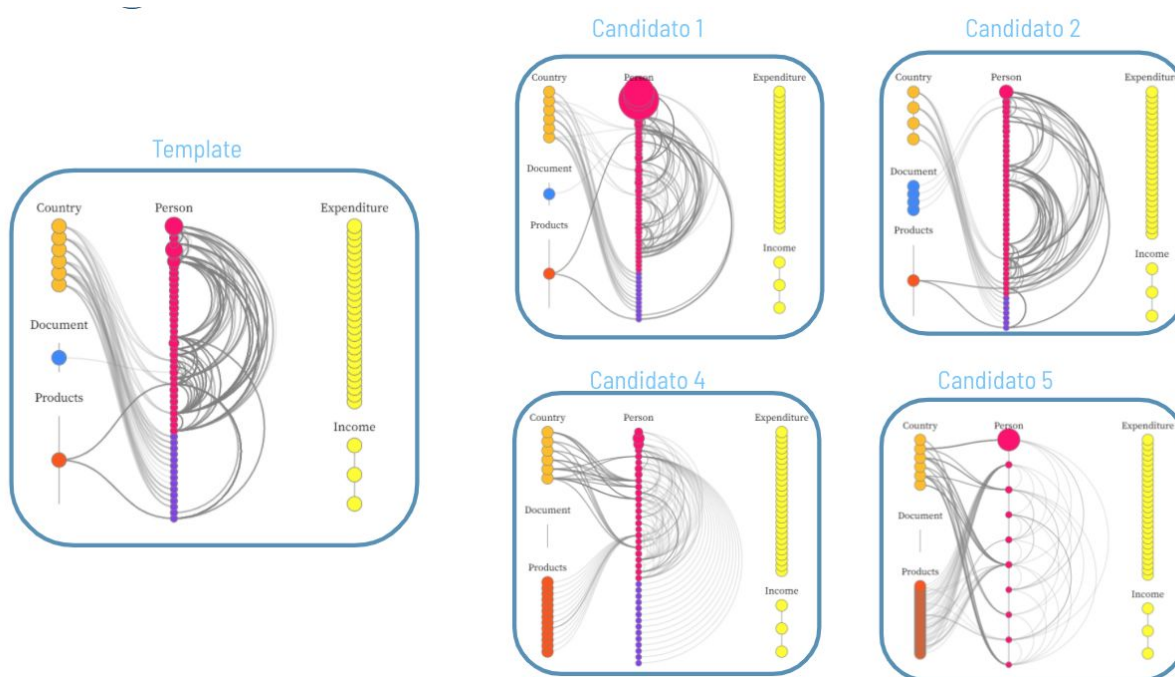 Template
Country
Person
Expenditure
Document
Products
Income
Candidato 1
Country
Person
Expenditure
Document
Products
Income
Candidato 2
Country
Person
Expenditure
Document
Products
Income
Candidato 4
Country
Person
Expenditure
Document
Products
Income
Candidato 5
Country
Person
Expenditure
Document
Products
Income